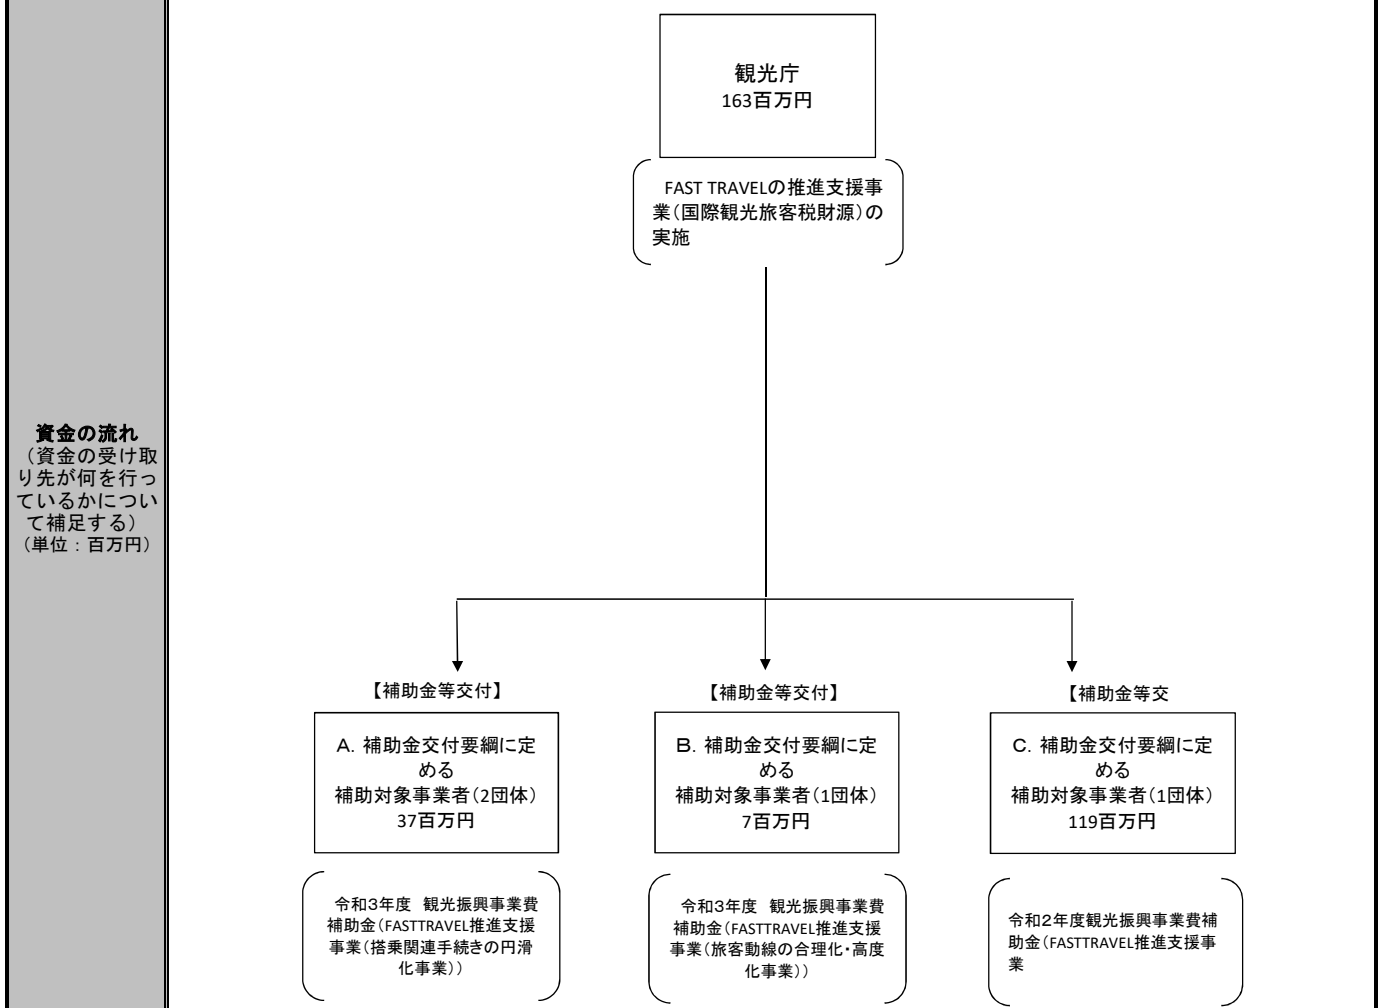 資金の流れ
（資金の受け取
り先が何を行っ
ているかについ
て補足する）
（単位：百万円）
観光庁
163百万円
FAST TRAVELの推進支援事
業（国際観光旅客税財源）の
実施
【補助金等交付】
A．補助金交付要綱に定
める
補助対象事業者（2団体）
37百万円
令和3年度　観光振興事業費
補助金（FASTTRAVEL推進支援
事業（搭乗関連手続きの円滑
化事業））
【補助金等交付】
B．補助金交付要綱に定
める
補助対象事業者（1団体）
7百万円
令和3年度　観光振興事業費
補助金（FASTTRAVEL推進支援
事業（旅客動線の合理化・高度
化事業））
【補助金等交
C．補助金交付要綱に定
める
補助対象事業者（1団体）
119百万円
令和2年度観光振興事業費補
助金（FASTTRAVEL推進支援事
業